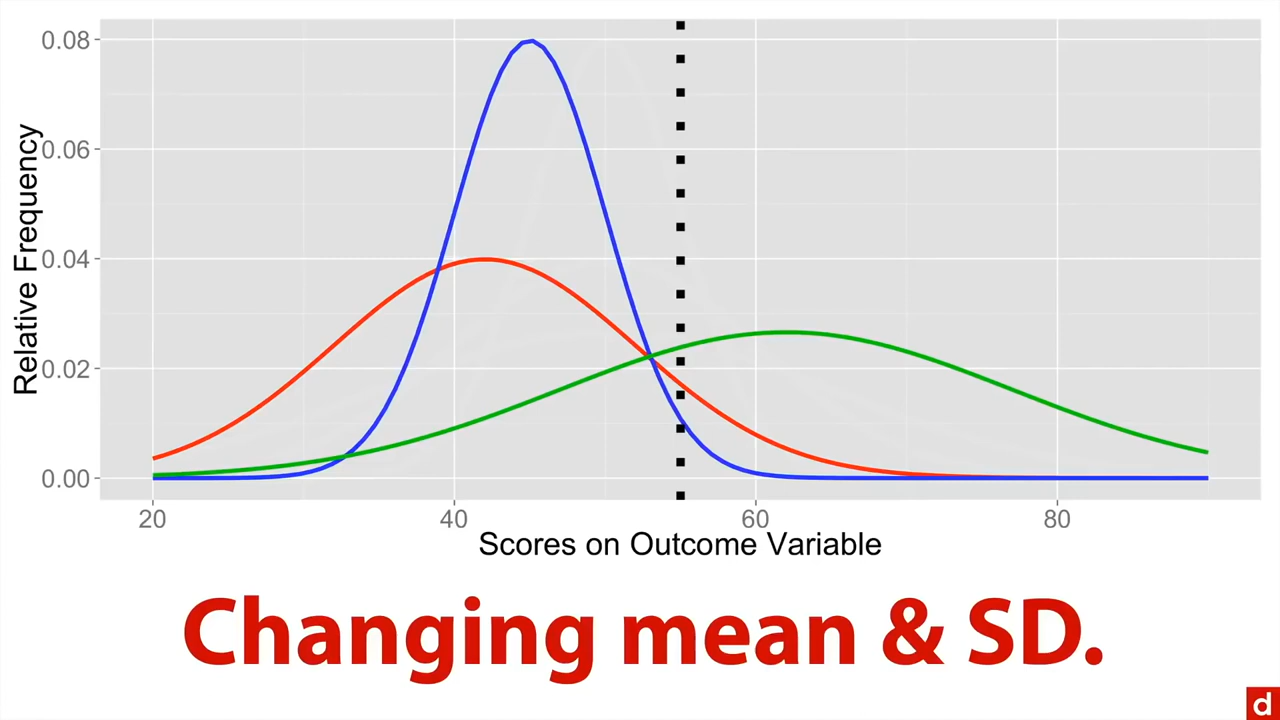 0.08
0.06
0.04
0.02
0.00
Relative Frequency
20 40 60 80
Scores on Outcome Variable
Changing mean & SD.
d